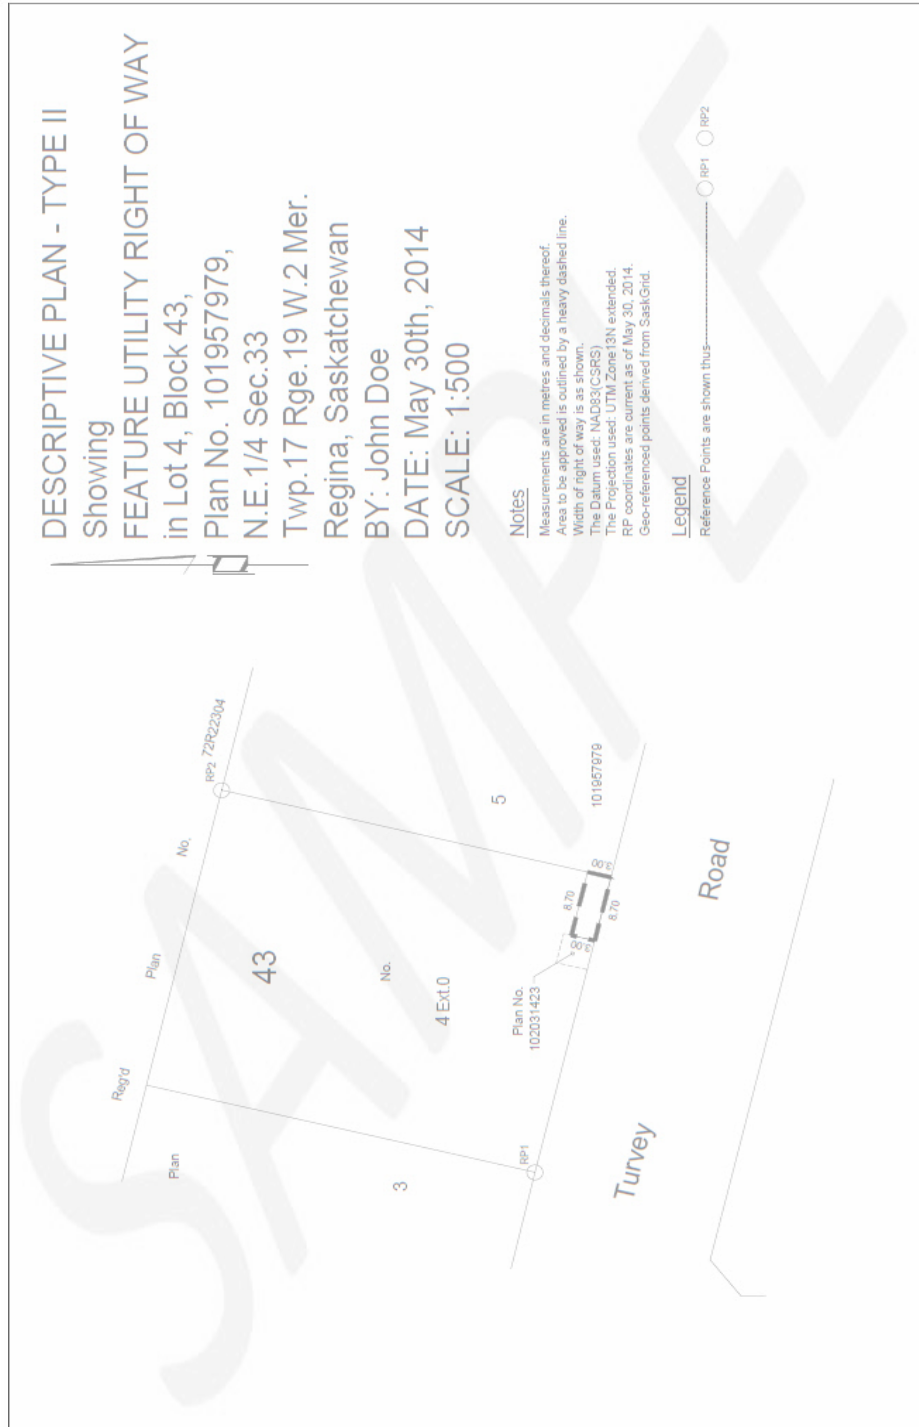 DESCRIPTIVE PLAN - TYPE II
Showing
FEATURE UTILITY RIGHT OF WAY
in Lot 4, Block 43,
Plan No. 101957979,
N.E.1/4 Sec.33
Twp.17 Rge.19 W.2 Mer.
Regina, Saskatchewan
BY: John Doe
DATE: May 30th, 2014
SCALE: 1:500
Notes
Measurements are in metres and decimals thereof.
Area to be approved is outlined by a heavy dashed line.
Width of right of way is as shown.
The Datum used: NAD83(CSRS)
The Projection used: UTM Zone13N extended.
RP coordinates are current as of May 30, 2014.
Geo-referenced points derived from SaskGrid.
Legend
Reference Points are shown thus RP1 RP2
Reg'd Plan No. 72R22304
RP2
Plan No. 101957979
43
3
4 Ext.0
5
Plan No.
102031423
8.70
8.70
RP1
Turvey Road
SAMPLE